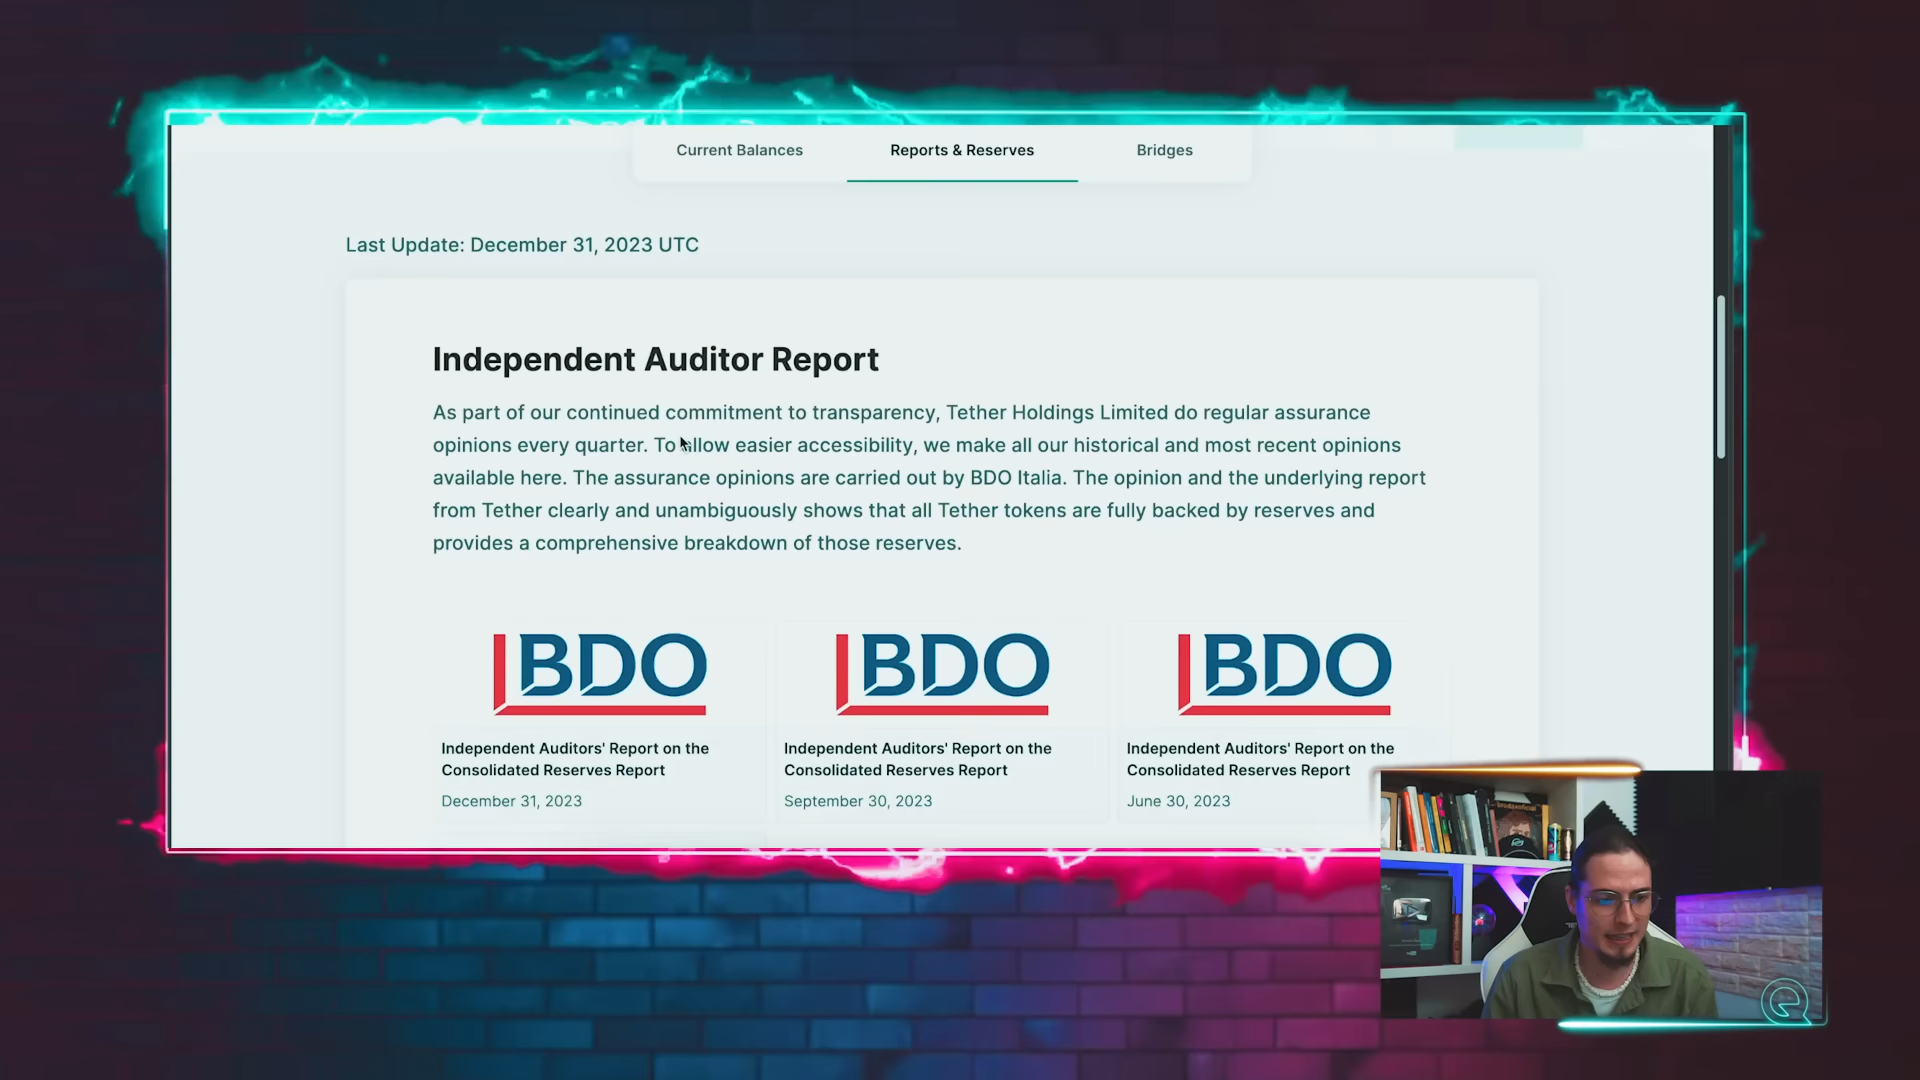 Current Balances
Reports & Reserves
Bridges
Last Update: December 31, 2023 UTC
Independent Auditor Report
As part of our continued commitment to transparency, Tether Holdings Limited do regular assurance
opinions every quarter. To allow easier accessibility, we make all our historical and most recent opinions
available here. The assurance opinions are carried out by BDO Italia. The opinion and the underlying report
from Tether clearly and unambiguously shows that all Tether tokens are fully backed by reserves and
provides a comprehensive breakdown of those reserves.
BDO
BDO
BDO
Independent Auditors' Report on the
Consolidated Reserves Report
December 31, 2023
Independent Auditors' Report on the
Consolidated Reserves Report
September 30, 2023
Independent Auditors' Report on the
Consolidated Reserves Report
June 30, 2023